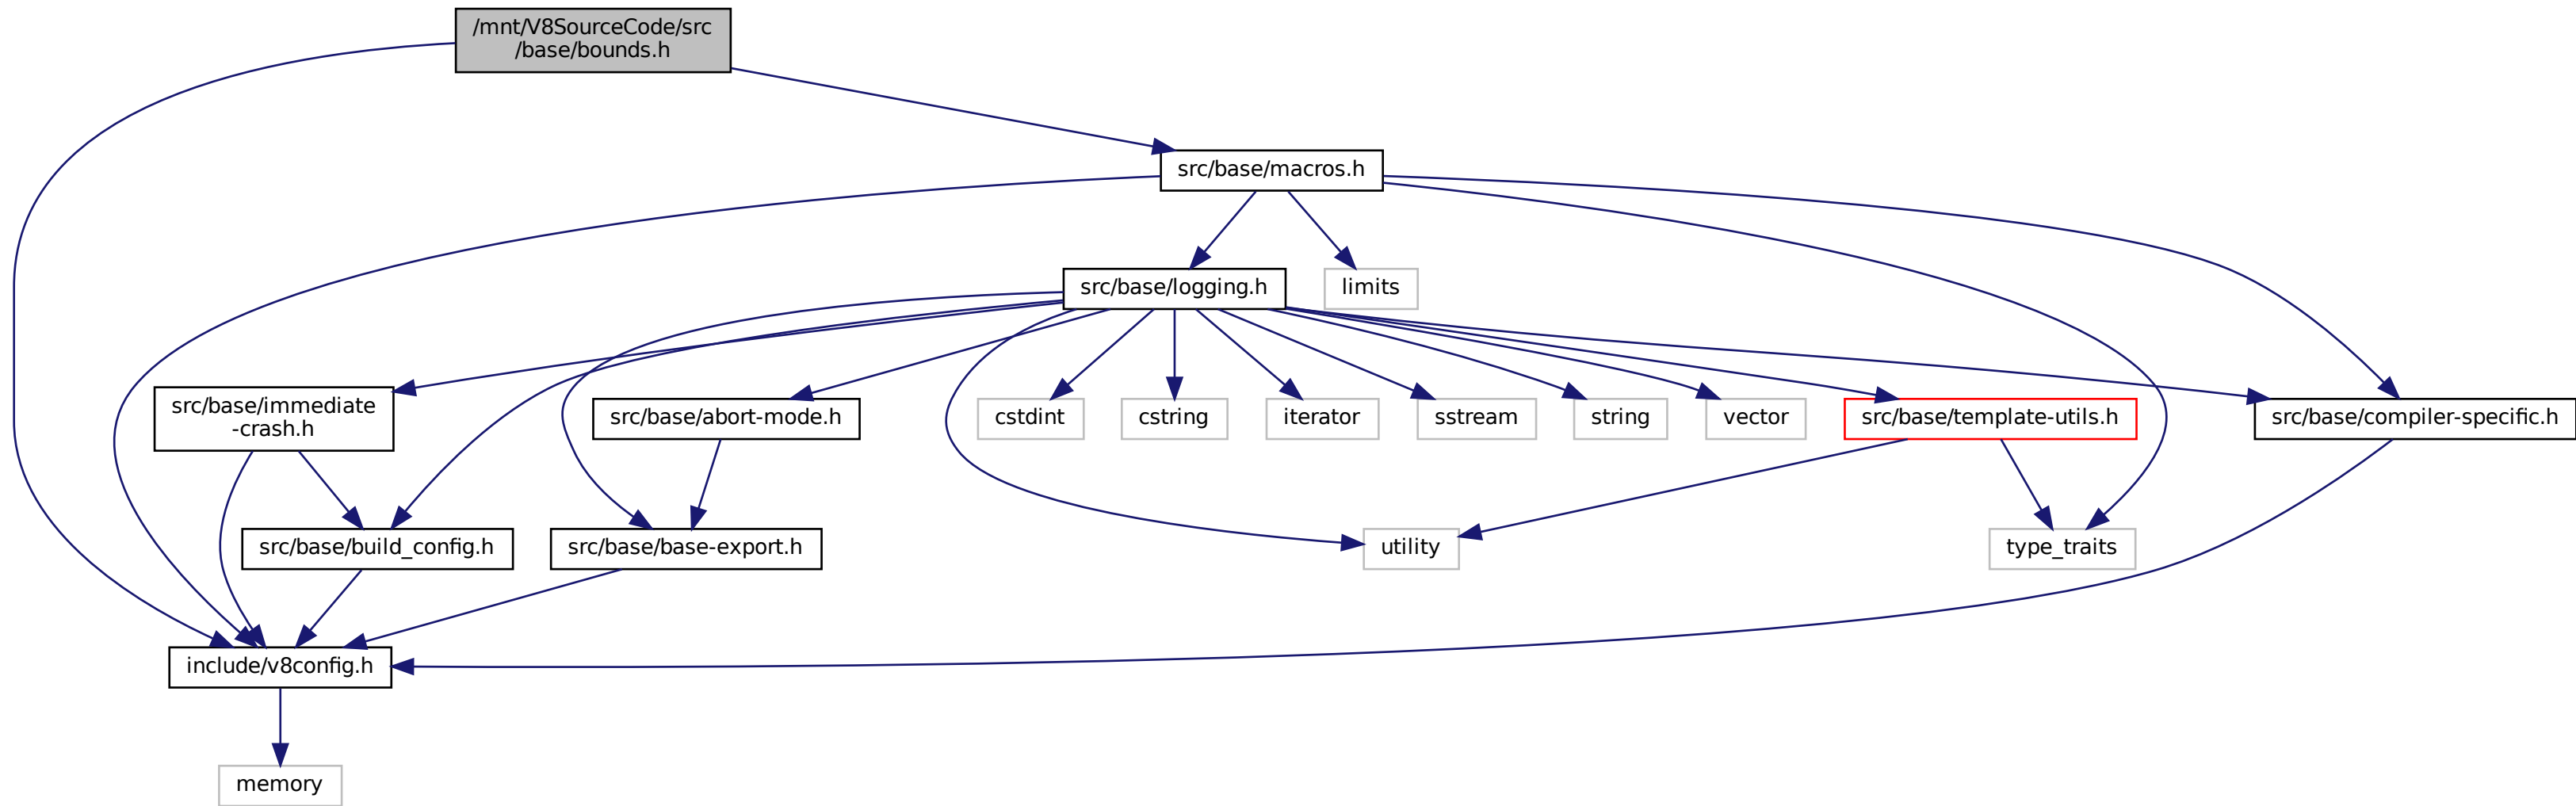 /mnt/V8SourceCode/src
/base/bounds.h
src/base/macros.h
src/base/logging.h
limits
src/base/immediate
-crash.h
src/base/abort-mode.h
cstdint
cstring
iterator
sstream
string
vector
src/base/template-utils.h
src/base/compiler-specific.h
src/base/build_config.h
src/base/base-export.h
utility
type_traits
include/v8config.h
memory